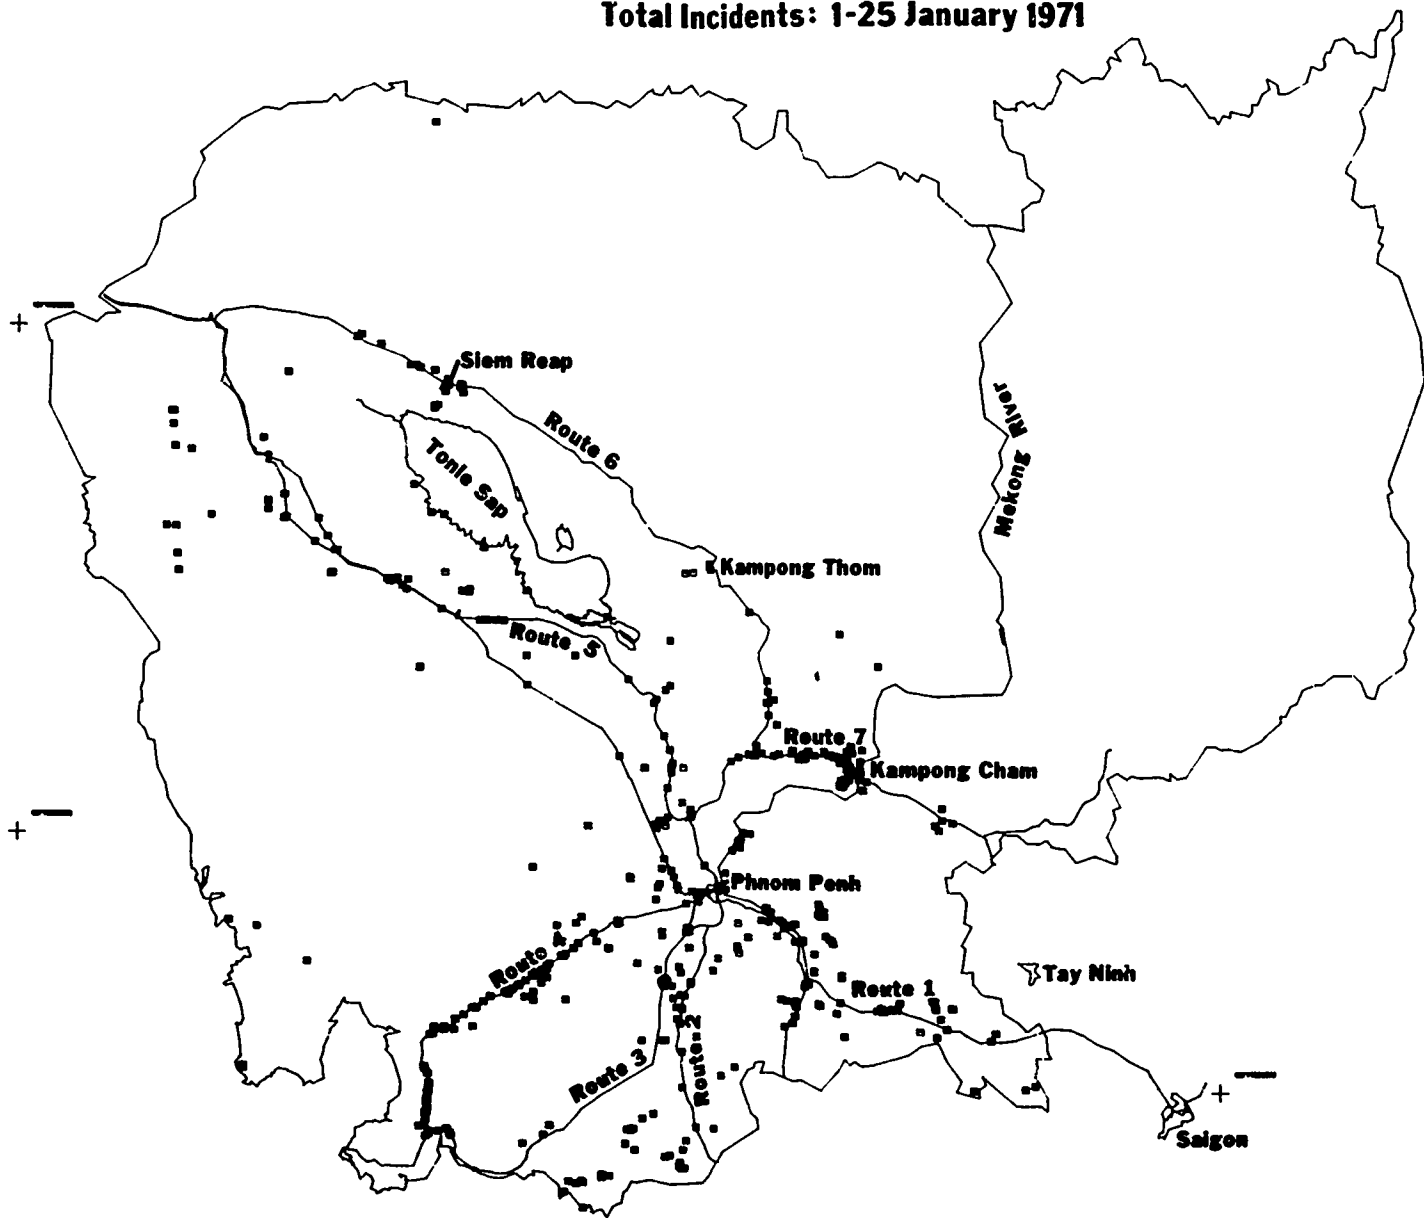 Total Incidents: 1-25 January 1971
Siem Reap
Route 6
Tonle Sap
Mekong River
Kampong Thom
Route 5
Route 7
Kampong Cham
Phnom Penh
Route 4
Tay Ninh
Route 1
Route 2
Route 3
Saigon